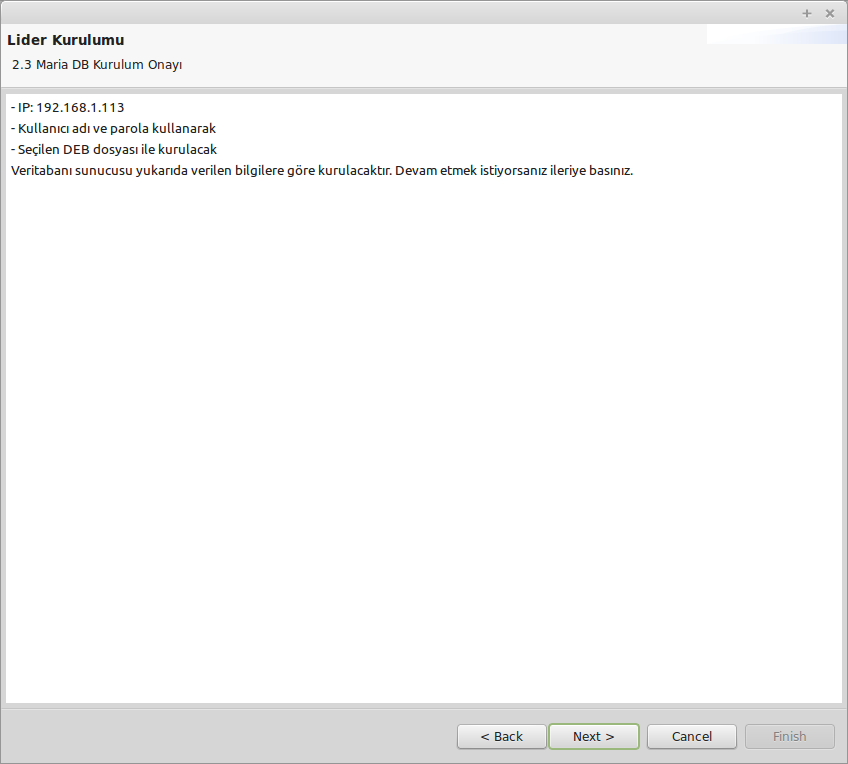 Lider Kurulumu
2.3 Maria DB Kurulum Onayı
- IP: 192.168.1.113
- Kullanıcı adı ve parola kullanarak
- Seçilen DEB dosyası ile kurulacak
Veritabanı sunucusu yukarıda verilen bilgilere göre kurulacaktır. Devam etmek istiyorsanız ileriye basınız.
< Back Next > Cancel Finish